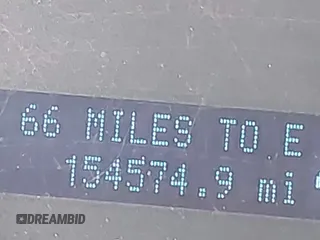 66 MILES TO E
154574.9 mi
DREAMBID